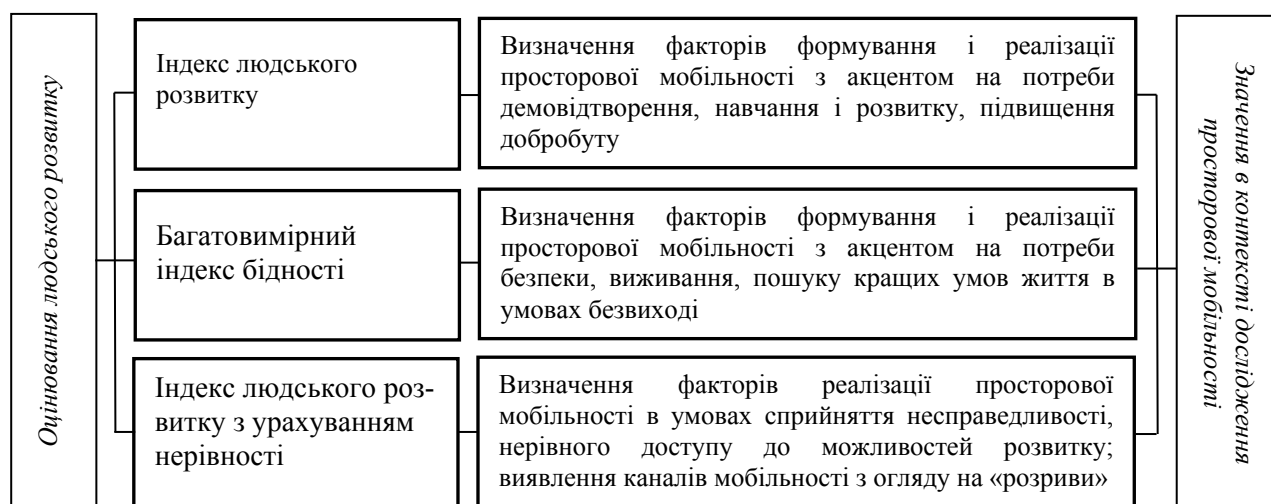 Оцінювання людського розвитку
Індекс людського
розвитку
Визначення факторів формування і реалізації
просторової мобільності з акцентом на потреби
демовідтворення, навчання і розвитку, підвищення
добробуту
Багатовимірний
індекс бідності
Визначення факторів формування і реалізації
просторової мобільності з акцентом на потреби
безпеки, виживання, пошуку кращих умов життя в
умовах безвиході
Індекс людського роз-
витку з урахуванням
нерівності
Визначення факторів реалізації просторової
мобільності в умовах сприйняття несправедливості,
нерівного доступу до можливостей розвитку;
виявлення каналів мобільності з огляду на «розриви»
Значення в контексті дослідження
просторової мобільності